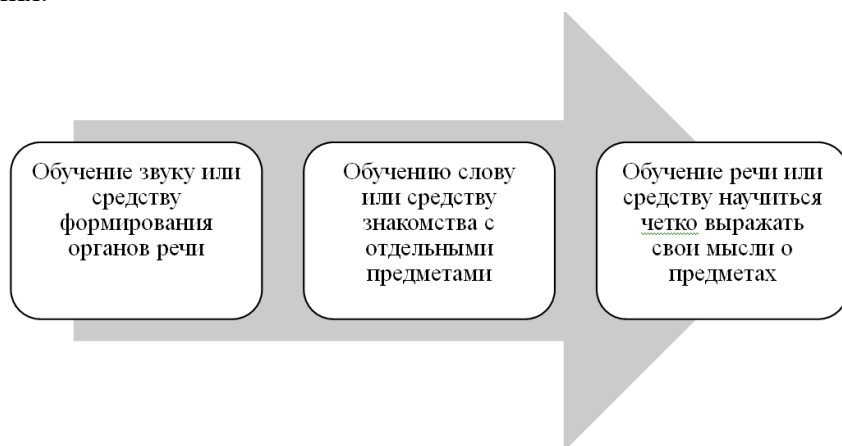 Обучение звуку или
средству
формирования
органов речи
Обучению слову
или средству
знакомства с
отдельными
предметами
Обучение речи или
средству научиться
четко выражать
свои мысли о
предметах